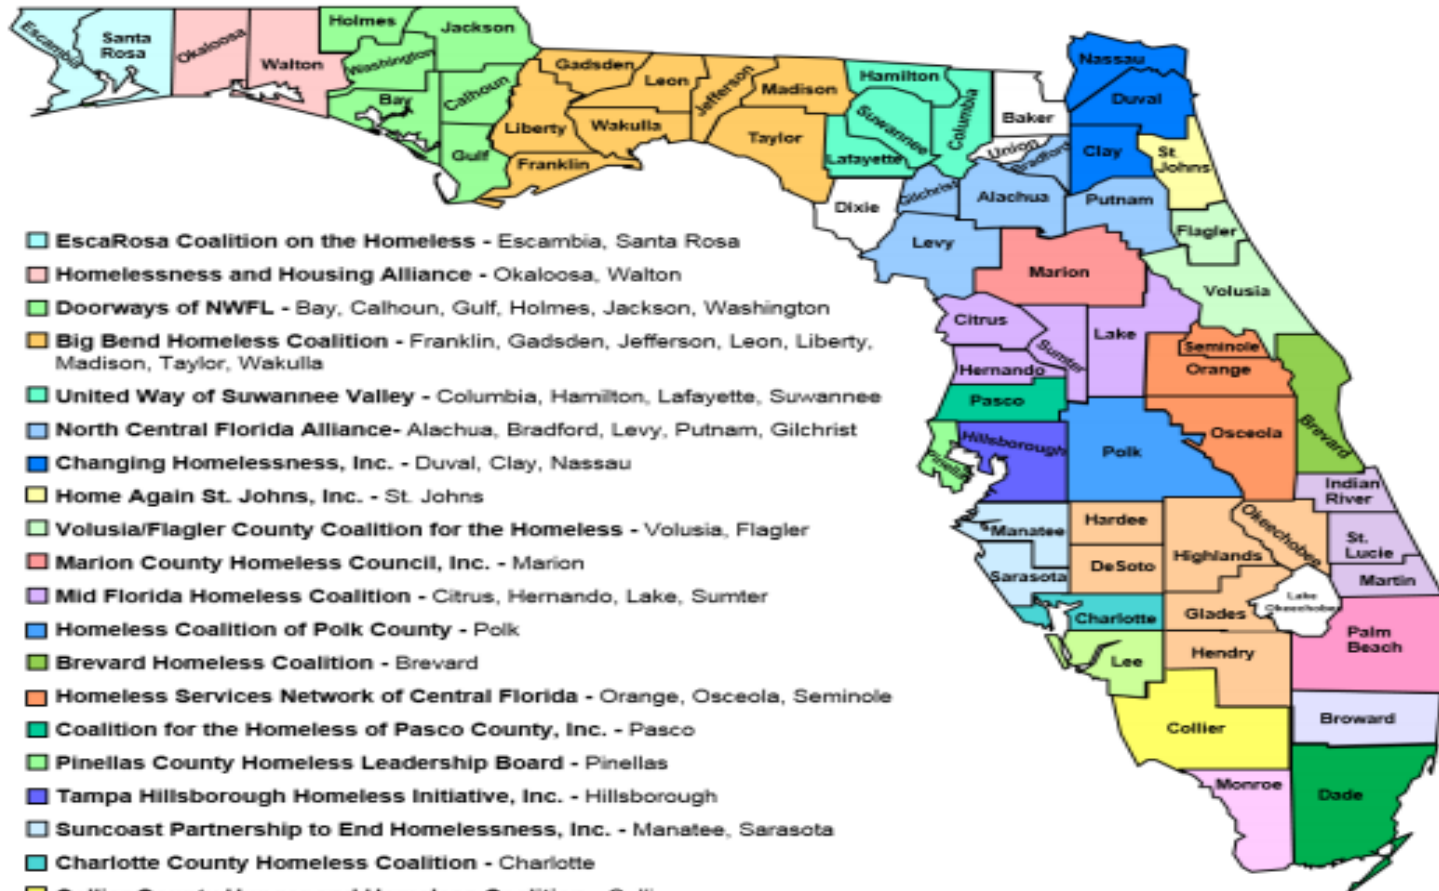 Escambia
Santa
Rosa
Okaloosa
Walton
Holmes
Jackson
Washington
Bay
Calhoun
Gulf
Gadsden
Leon
Jefferson
Madison
Liberty
Wakulla
Franklin
Taylor
Hamilton
Suwannee
Columbia
Lafayette
Baker
Union
Bradford
Nassau
Duval
Clay
St.
Johns
Dixie
Gilchrist
Alachua
Putnam
Levy
Flagler
Marion
Volusia
Citrus
Sumter
Lake
Hernando
Seminole
Orange
Pasco
Hillsborough
Pinellas
Polk
Osceola
Brevard
Indian
River
Manatee
Hardee
Okeechobee
Highlands
St.
Lucie
Sarasota
DeSoto
Martin
Charlotte
Glades
Lake
Okeechobee
Palm
Beach
Lee
Hendry
Collier
Broward
Monroe
Dade
EscaRosa Coalition on the Homeless - Escambia, Santa Rosa
Homelessness and Housing Alliance - Okaloosa, Walton
Doorways of NWFL - Bay, Calhoun, Gulf, Holmes, Jackson, Washington
Big Bend Homeless Coalition - Franklin, Gadsden, Jefferson, Leon, Liberty,
Madison, Taylor, Wakulla
United Way of Suwannee Valley - Columbia, Hamilton, Lafayette, Suwannee
North Central Florida Alliance- Alachua, Bradford, Levy, Putnam, Gilchrist
Changing Homelessness, Inc. - Duval, Clay, Nassau
Home Again St. Johns, Inc. - St. Johns
Volusia/Flagler County Coalition for the Homeless - Volusia, Flagler
Marion County Homeless Council, Inc. - Marion
Mid Florida Homeless Coalition - Citrus, Hernando, Lake, Sumter
Homeless Coalition of Polk County - Polk
Brevard Homeless Coalition - Brevard
Homeless Services Network of Central Florida - Orange, Osceola, Seminole
Coalition for the Homeless of Pasco County, Inc. - Pasco
Pinellas County Homeless Leadership Board - Pinellas
Tampa Hillsborough Homeless Initiative, Inc. - Hillsborough
Suncoast Partnership to End Homelessness, Inc. - Manatee, Sarasota
Charlotte County Homeless Coalition - Charlotte